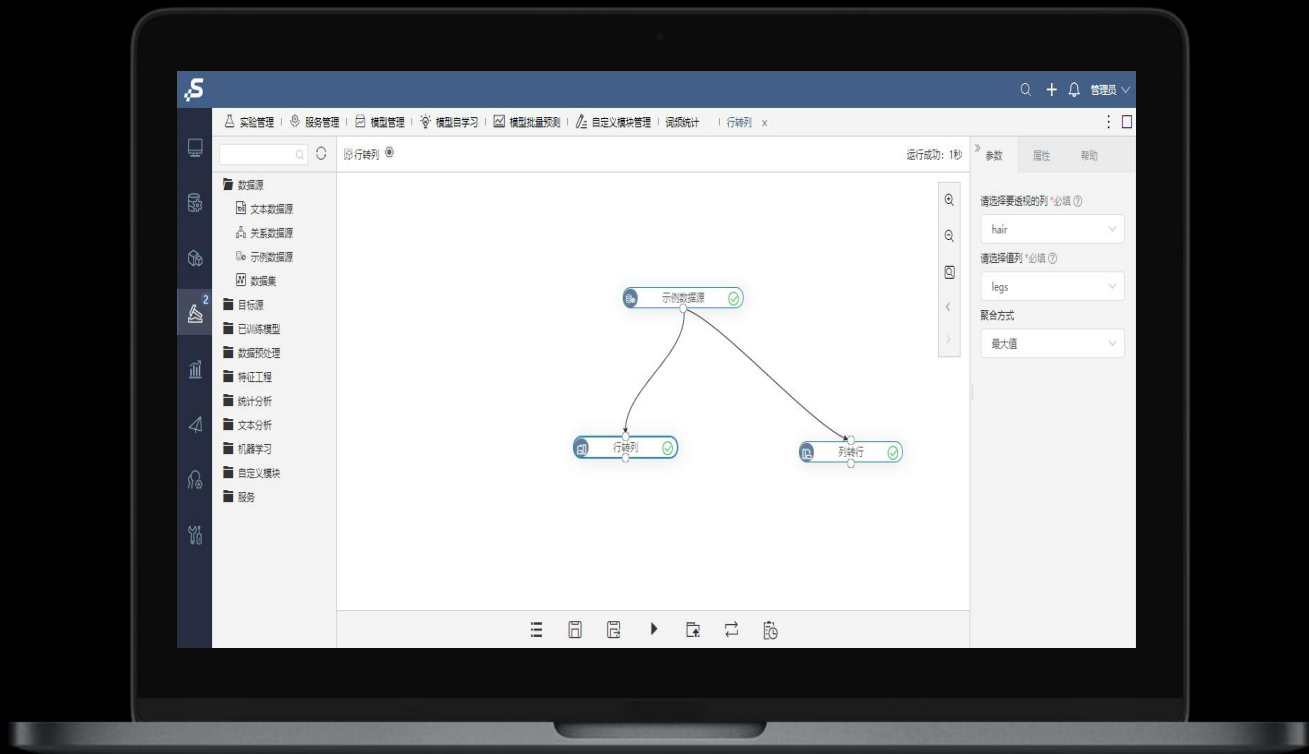 S
管理员
实验管理 服务管理 模型管理 模型自学习 模型批量预测 自定义模块管理 词频统计 行转列 x
行转列
运行成功: 1秒
参数 属性 帮助
数据源
文本数据源
关系数据源
示例数据源
数据集
目标源
已训练模型
数据预处理
特征工程
统计分析
文本分析
机器学习
自定义模块
服务
2
示例数据源
行转列
列转行
请选择要透视的列 *必填
hair
请选择值列 *必填
legs
聚合方式
最大值